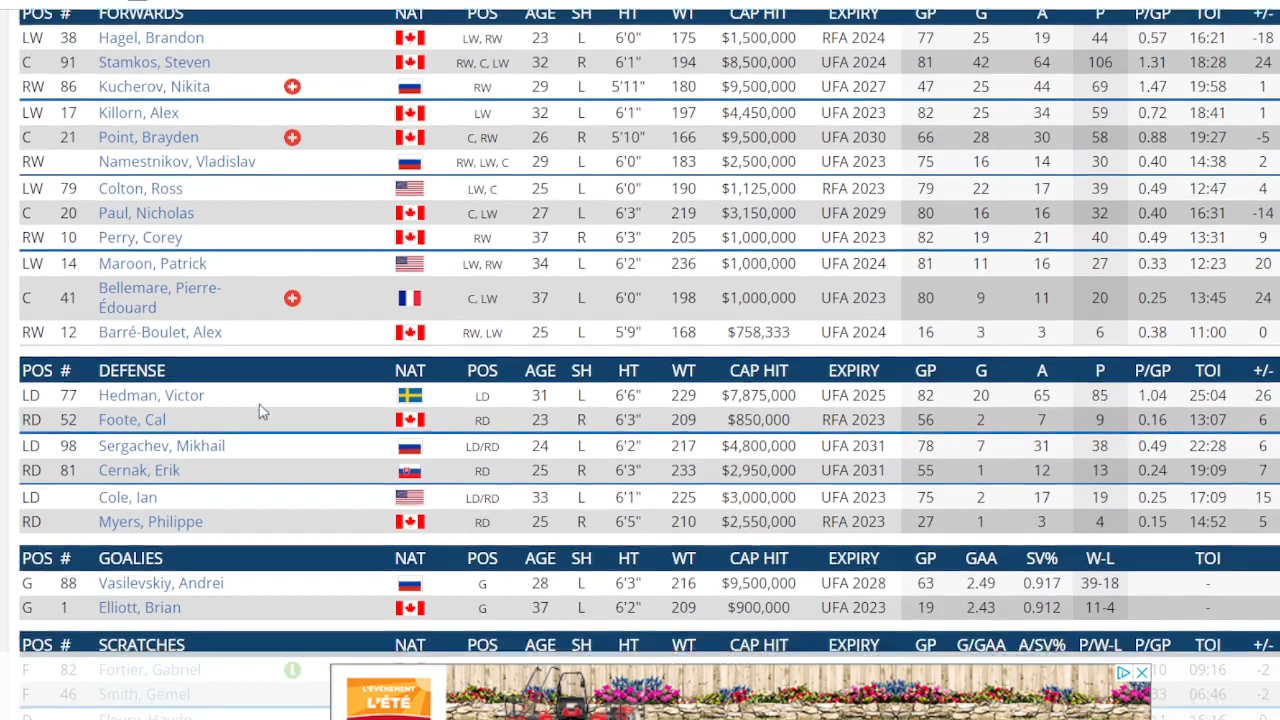 POS # FORWARDS NAT POS AGE SH HT WT CAP HIT EXPIRY GP G A P P/GP TOI +/-
LW 38 Hagel, Brandon LW, RW 23 L 6'0" 175 $1,500,000 RFA 2024 77 25 19 44 0.57 16:21 -18
C 91 Stamkos, Steven RW, C, LW 32 R 6'1" 194 $8,500,000 UFA 2024 81 42 64 106 1.31 18:28 24
RW 86 Kucherov, Nikita RW 29 L 5'11" 180 $9,500,000 UFA 2027 47 25 44 69 1.47 19:58 1
LW 17 Killorn, Alex LW 32 L 6'1" 197 $4,450,000 UFA 2023 82 25 34 59 0.72 18:41 1
C 21 Point, Brayden C, RW 26 R 5'10" 166 $9,500,000 UFA 2030 66 28 30 58 0.88 19:27 -5
RW Namestnikov, Vladislav RW, LW, C 29 L 6'0" 183 $2,500,000 UFA 2023 75 16 14 30 0.40 14:38 2
LW 79 Colton, Ross LW, C 25 L 6'0" 190 $1,125,000 RFA 2023 79 22 17 39 0.49 12:47 4
C 20 Paul, Nicholas C, LW 27 L 6'3" 219 $3,150,000 UFA 2029 80 16 16 32 0.40 16:31 -14
RW 10 Perry, Corey RW 37 R 6'3" 205 $1,000,000 UFA 2023 82 19 21 40 0.49 13:31 9
LW 14 Maroon, Patrick LW, RW 34 L 6'2" 236 $1,000,000 UFA 2024 81 11 16 27 0.33 12:23 20
C 41 Bellemare, Pierre-
Édouard C, LW 37 L 6'0" 198 $1,000,000 UFA 2023 80 9 11 20 0.25 13:45 24
RW 12 Barré-Boulet, Alex RW, LW 25 L 5'9" 168 $758,333 UFA 2024 16 3 3 6 0.38 11:00 0
POS # DEFENSE NAT POS AGE SH HT WT CAP HIT EXPIRY GP G A P P/GP TOI +/-
LD 77 Hedman, Victor LD 31 L 6'6" 229 $7,875,000 UFA 2025 82 20 65 85 1.04 25:04 26
RD 52 Foote, Cal RD 23 R 6'3" 209 $850,000 RFA 2023 56 2 7 9 0.16 13:07 6
LD 98 Sergachev, Mikhail LD/RD 24 L 6'2" 217 $4,800,000 UFA 2031 78 7 31 38 0.49 22:28 6
RD 81 Cernak, Erik RD 25 R 6'3" 233 $2,950,000 UFA 2031 55 1 12 13 0.24 19:09 7
LD Cole, Ian LD/RD 33 L 6'1" 225 $3,000,000 UFA 2023 75 2 17 19 0.25 17:09 15
RD Myers, Philippe RD 25 R 6'5" 210 $2,550,000 RFA 2023 27 1 3 4 0.15 14:52 5
POS # GOALIES NAT POS AGE SH HT WT CAP HIT EXPIRY GP GAA SV% W-L TOI
G 88 Vasilevskiy, Andrei G 28 L 6'3" 216 $9,500,000 UFA 2028 63 2.49 0.917 39-18 -
G 1 Elliott, Brian G 37 L 6'2" 209 $900,000 UFA 2023 19 2.43 0.912 11-4 -
POS # SCRATCHES NAT POS AGE SH HT WT CAP HIT EXPIRY GP G/GAA A/SV% P/W-L P/GP TOI +/-
F 82 Fortier, Gabriel 09:16 -2
F 46 Smith, Gemel 06:46 -2
L'ÉVÉNEMENT
L'ÉTÉ